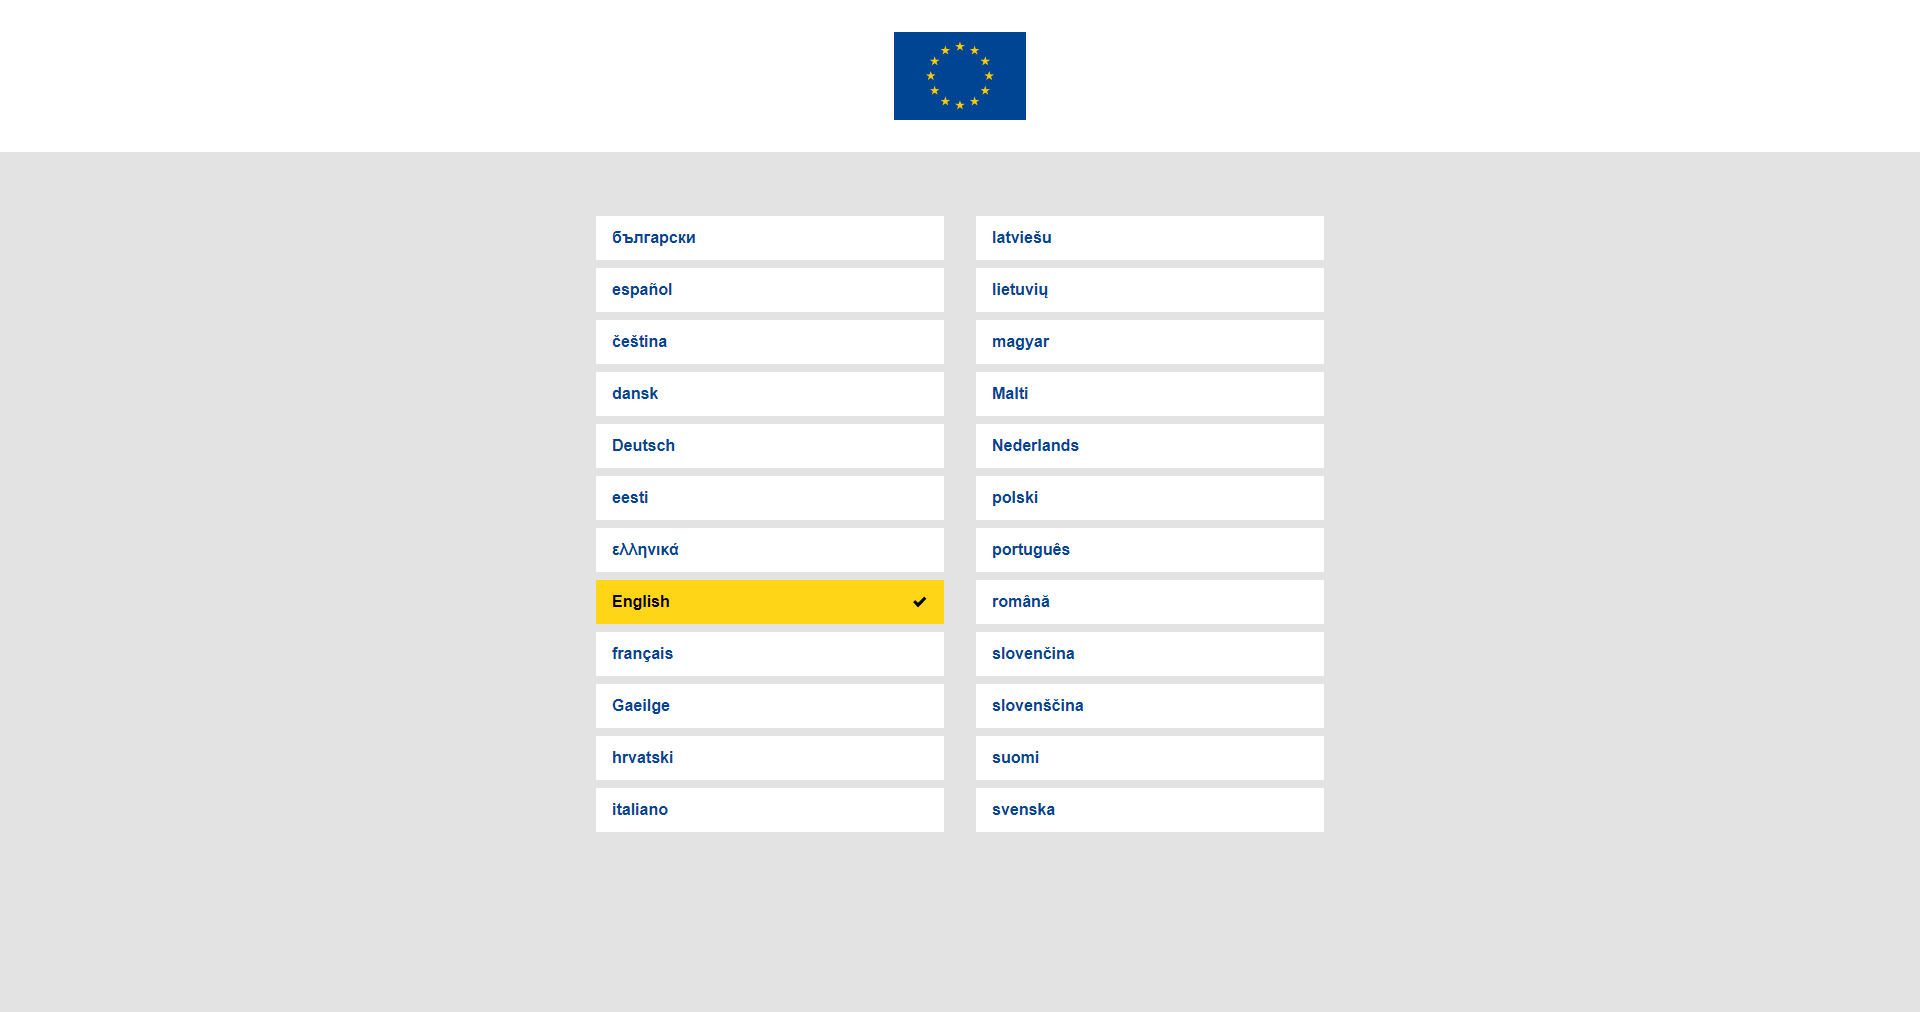 български
español
čeština
dansk
Deutsch
eesti
ελληνικά
English
français
Gaeilge
hrvatski
italiano
latviešu
lietuvių
magyar
Malti
Nederlands
polski
português
română
slovenčina
slovenščina
suomi
svenska